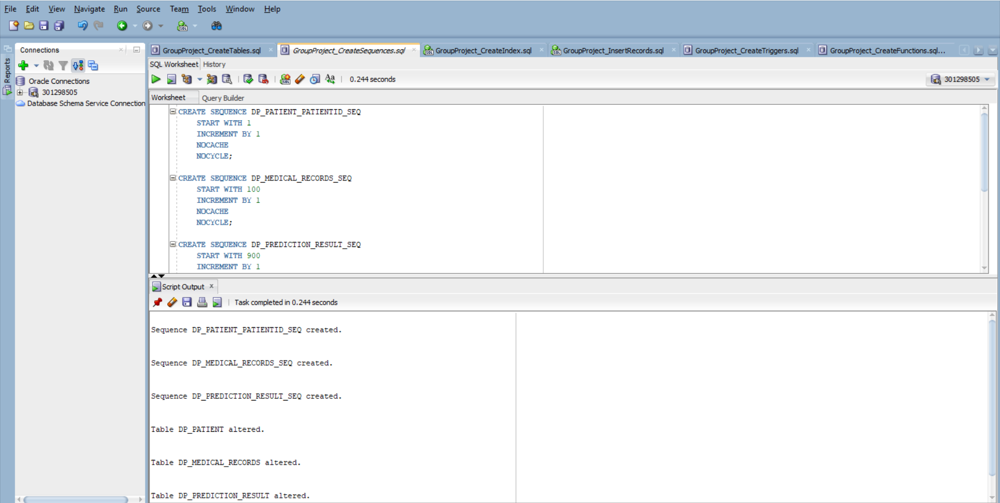 File Edit View Navigate Run Source Team Tools Window Help
Connections
GroupProject_CreateTables.sql
GroupProject_CreateSequences.sql
GroupProject_CreateIndex.sql
GroupProject_InsertRecords.sql
GroupProject_CreateTriggers.sql
GroupProject_CreateFunctions.sql...
Reports
Oracle Connections
301298505
Database Schema Service Connection
SQL Worksheet History
0.244 seconds
301298505
Worksheet Query Builder
CREATE SEQUENCE DP_PATIENT_PATIENTID_SEQ
START WITH 1
INCREMENT BY 1
NOCACHE
NOCYCLE;
CREATE SEQUENCE DP_MEDICAL_RECORDS_SEQ
START WITH 100
INCREMENT BY 1
NOCACHE
NOCYCLE;
CREATE SEQUENCE DP_PREDICTION_RESULT_SEQ
START WITH 900
INCREMENT BY 1
Script Output
Task completed in 0.244 seconds
Sequence DP_PATIENT_PATIENTID_SEQ created.
Sequence DP_MEDICAL_RECORDS_SEQ created.
Sequence DP_PREDICTION_RESULT_SEQ created.
Table DP_PATIENT altered.
Table DP_MEDICAL_RECORDS altered.
Table DP_PREDICTION_RESULT altered.